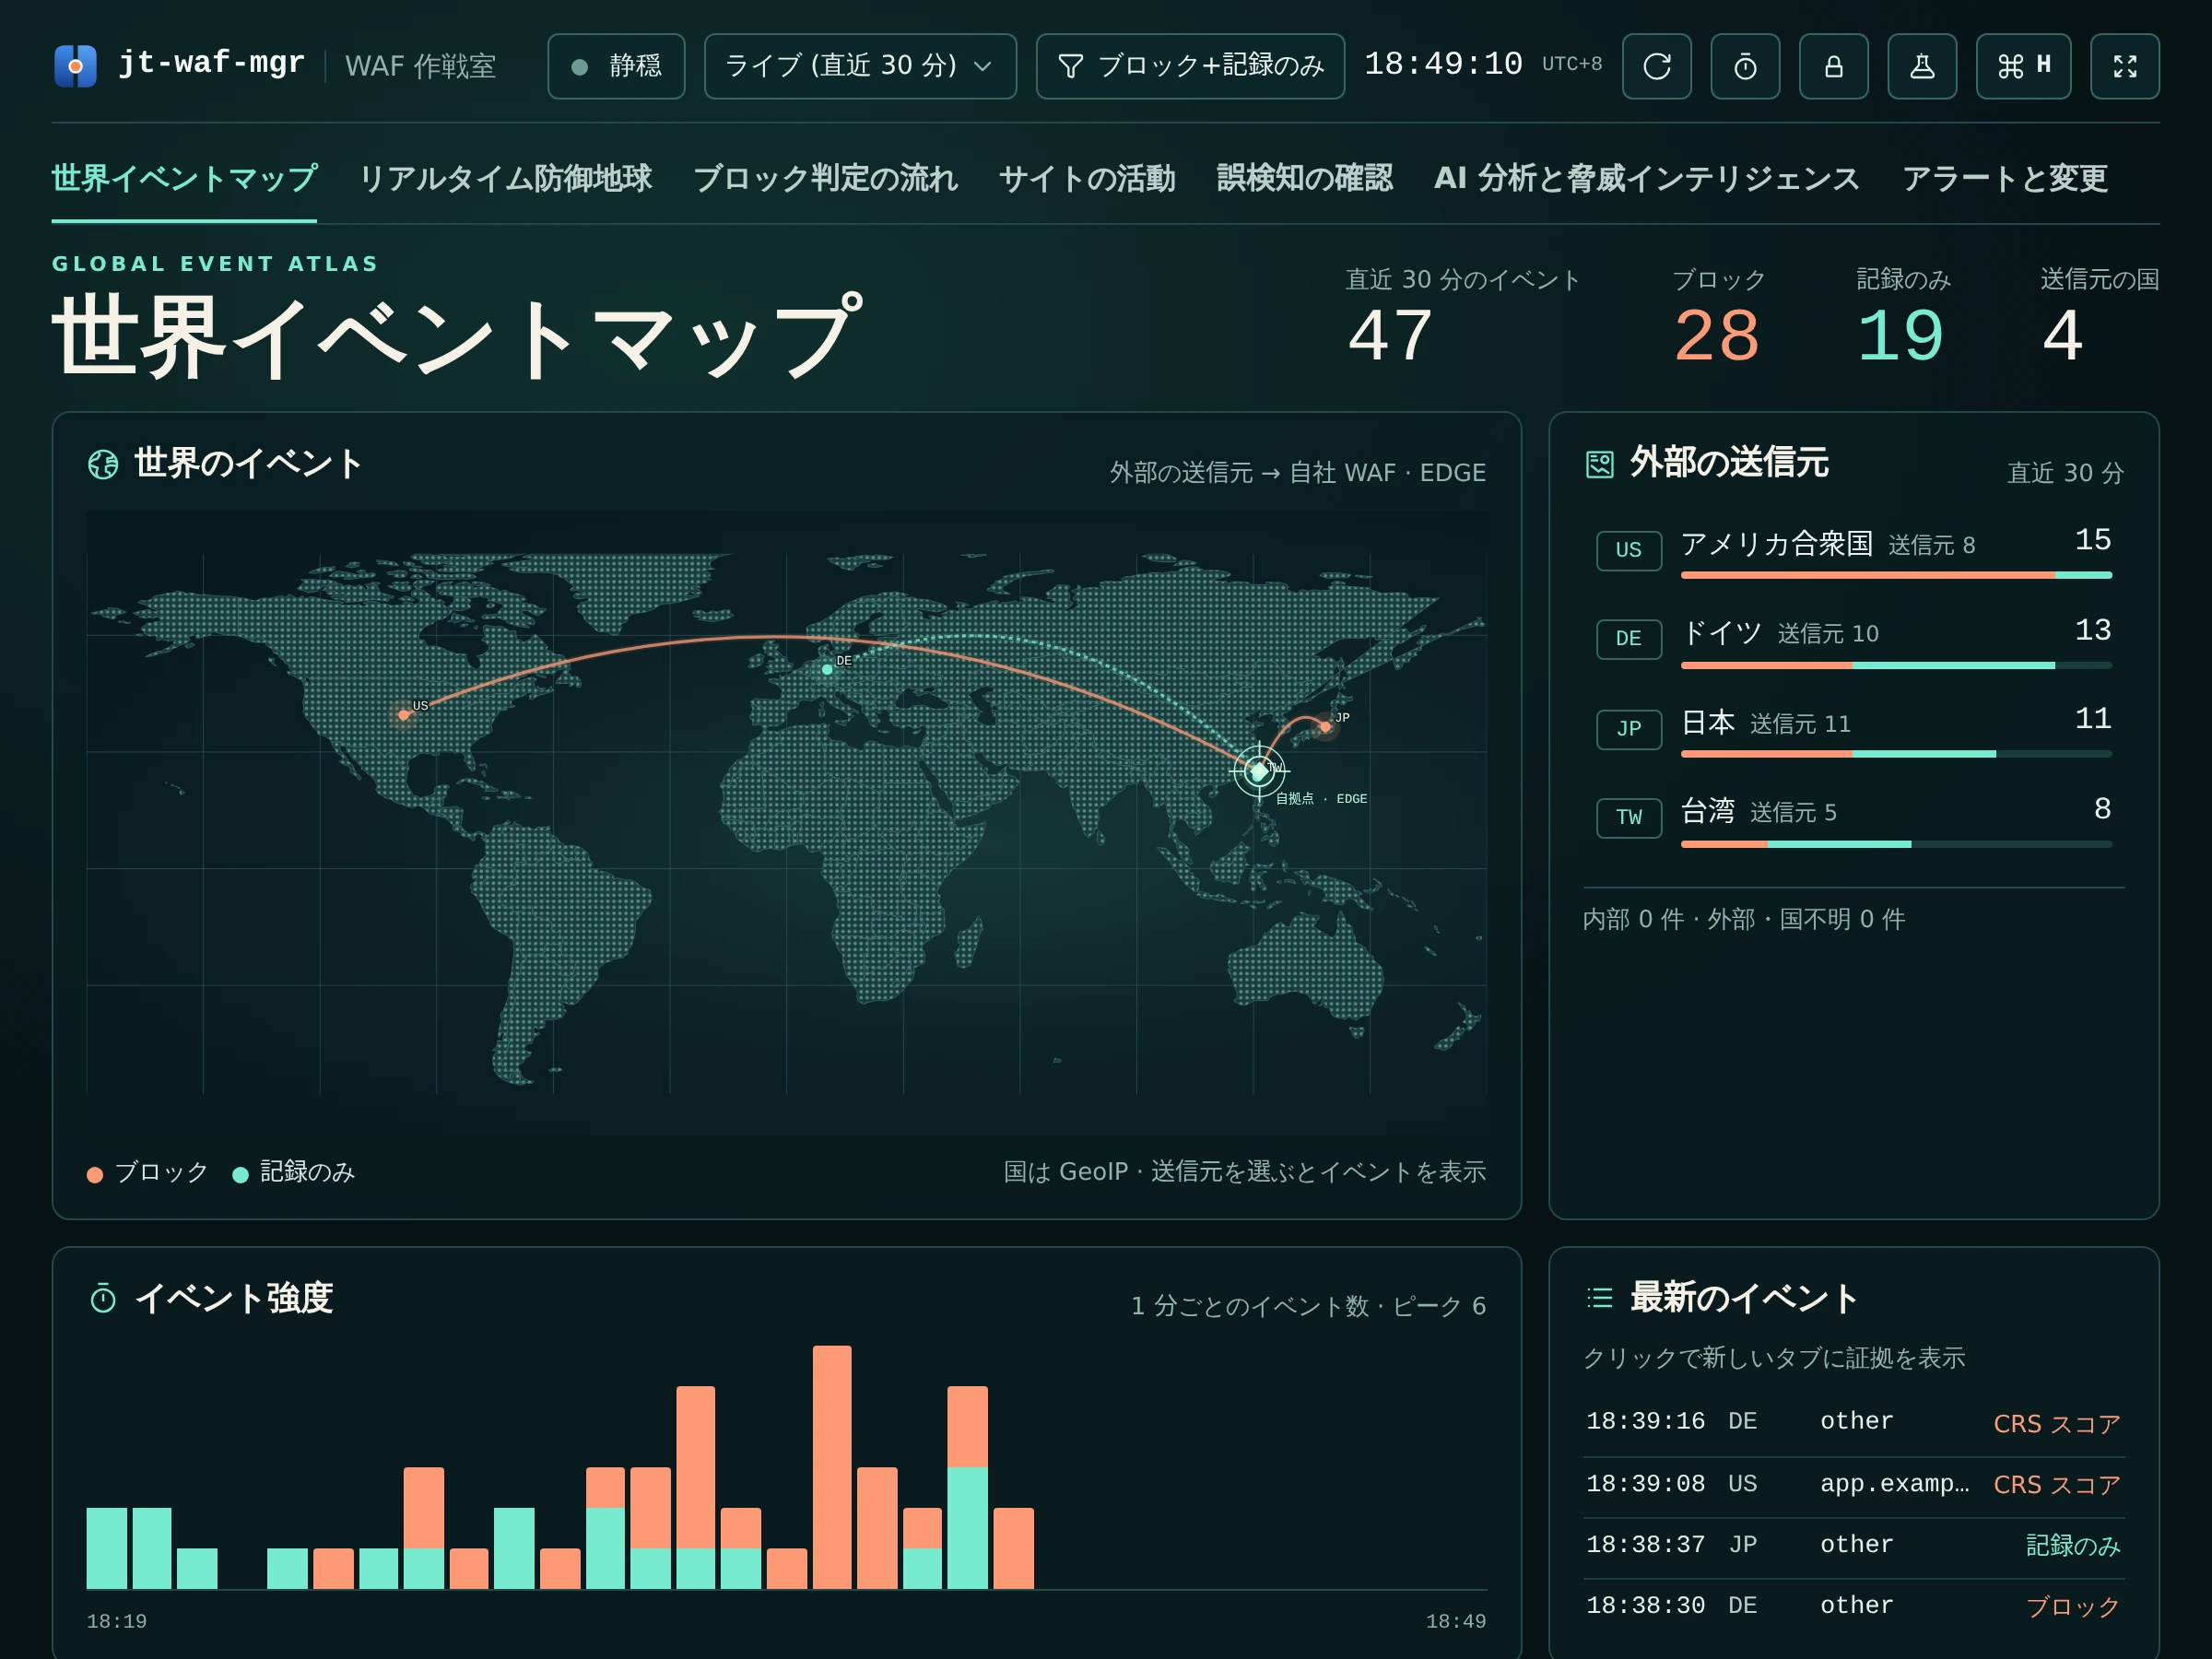 jt-waf-mgr WAF 作戦室 静穏 ライブ (直近 30 分) ブロック+記録のみ 18:49:10 UTC+8 ⌘ H
世界イベントマップ リアルタイム防御地球 ブロック判定の流れ サイトの活動 誤検知の確認 AI 分析と脅威インテリジェンス アラートと変更
GLOBAL EVENT ATLAS
世界イベントマップ
直近 30 分のイベント ブロック 記録のみ 送信元の国
47 28 19 4
世界のイベント
外部の送信元 → 自社 WAF · EDGE
US
DE
JP
TW
自拠点 · EDGE
ブロック 記録のみ
国は GeoIP · 送信元を選ぶとイベントを表示
外部の送信元 直近 30 分
US アメリカ合衆国 送信元 8 15
DE ドイツ 送信元 10 13
JP 日本 送信元 11 11
TW 台湾 送信元 5 8
内部 0 件 · 外部・国不明 0 件
イベント強度
1 分ごとのイベント数 · ピーク 6
18:19 18:49
最新のイベント
クリックで新しいタブに証拠を表示
18:39:16 DE other CRS スコア
18:39:08 US app.examp… CRS スコア
18:38:37 JP other 記録のみ
18:38:30 DE other ブロック